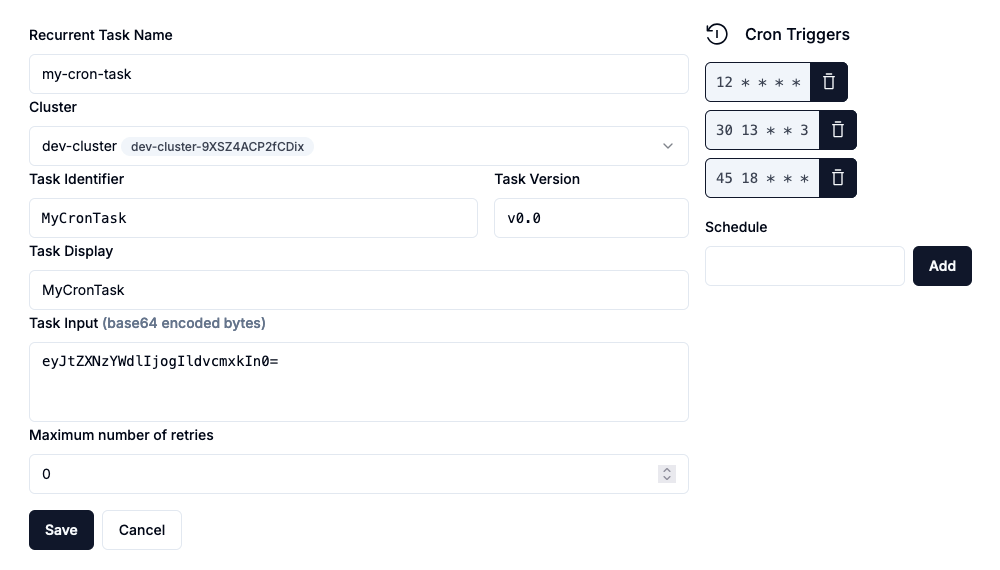 Recurrent Task Name
my-cron-task
Cluster
dev-cluster dev-cluster-9XSZ4ACP2fCDix
Task Identifier
MyCronTask
Task Version
v0.0
Task Display
MyCronTask
Task Input (base64 encoded bytes)
eyJtZXNzYWdlIjogIldvcmxkIn0=
Maximum number of retries
0
Save
Cancel
Cron Triggers
12 * * * *
30 13 * * 3
45 18 * * *
Schedule
Add